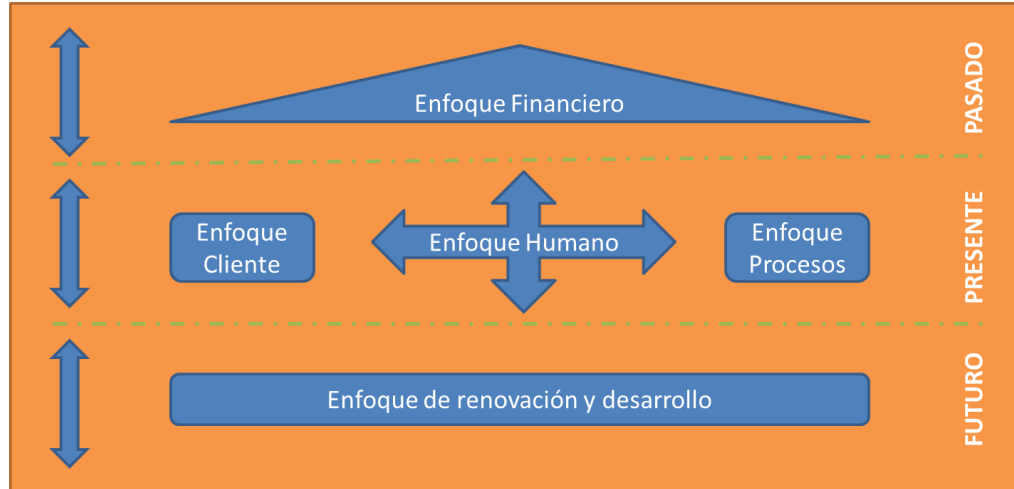 Enfoque Financiero
PASADO
Enfoque
Cliente
Enfoque Humano
Enfoque
Procesos
PRESENTE
Enfoque de renovación y desarrollo
FUTURO